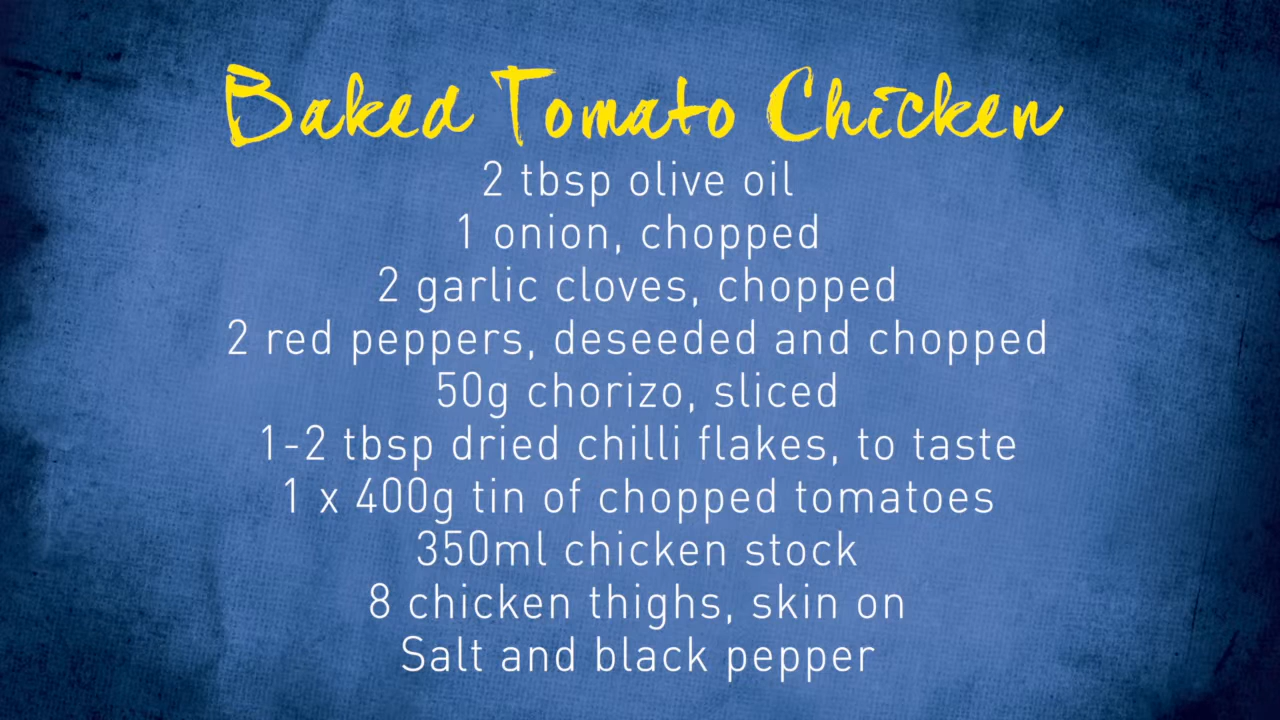 Baked Tomato Chicken
2 tbsp olive oil
1 onion, chopped
2 garlic cloves, chopped
2 red peppers, deseeded and chopped
50g chorizo, sliced
1-2 tbsp dried chilli flakes, to taste
1 x 400g tin of chopped tomatoes
350ml chicken stock
8 chicken thighs, skin on
Salt and black pepper